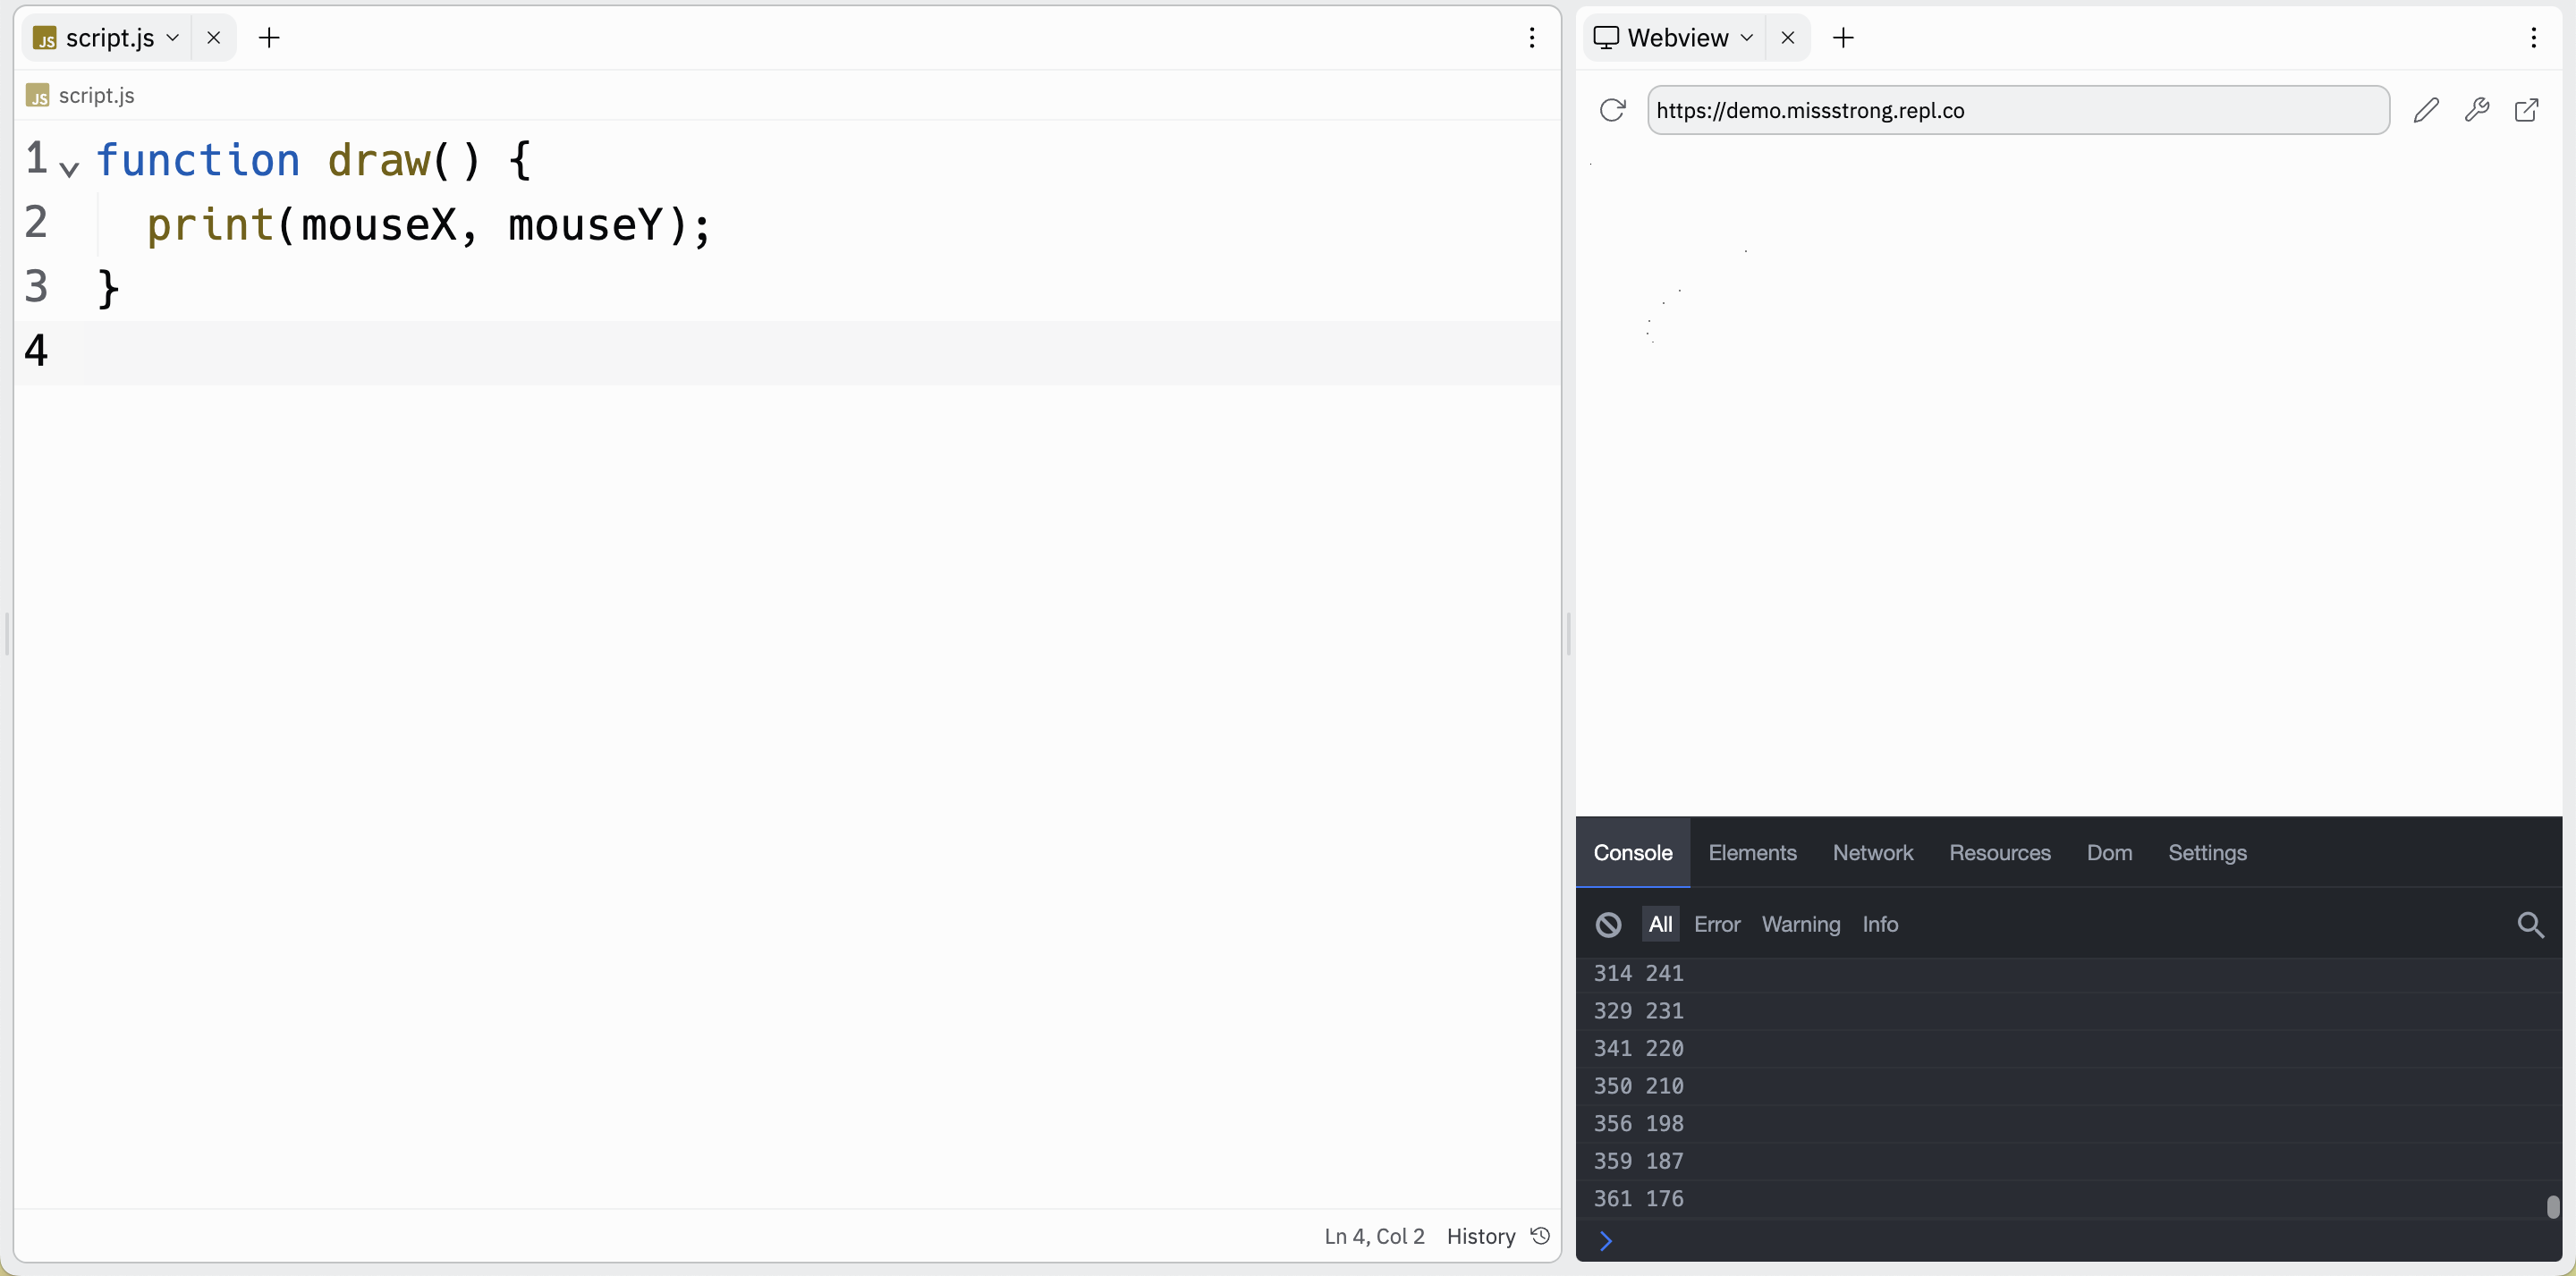 JS script.js
JS script.js
1 function draw() {
2 print(mouseX, mouseY);
3 }
4
Ln 4, Col 2 History
Webview
https://demo.missstrong.repl.co
Console Elements Network Resources Dom Settings
All Error Warning Info
314 241
329 231
341 220
350 210
356 198
359 187
361 176